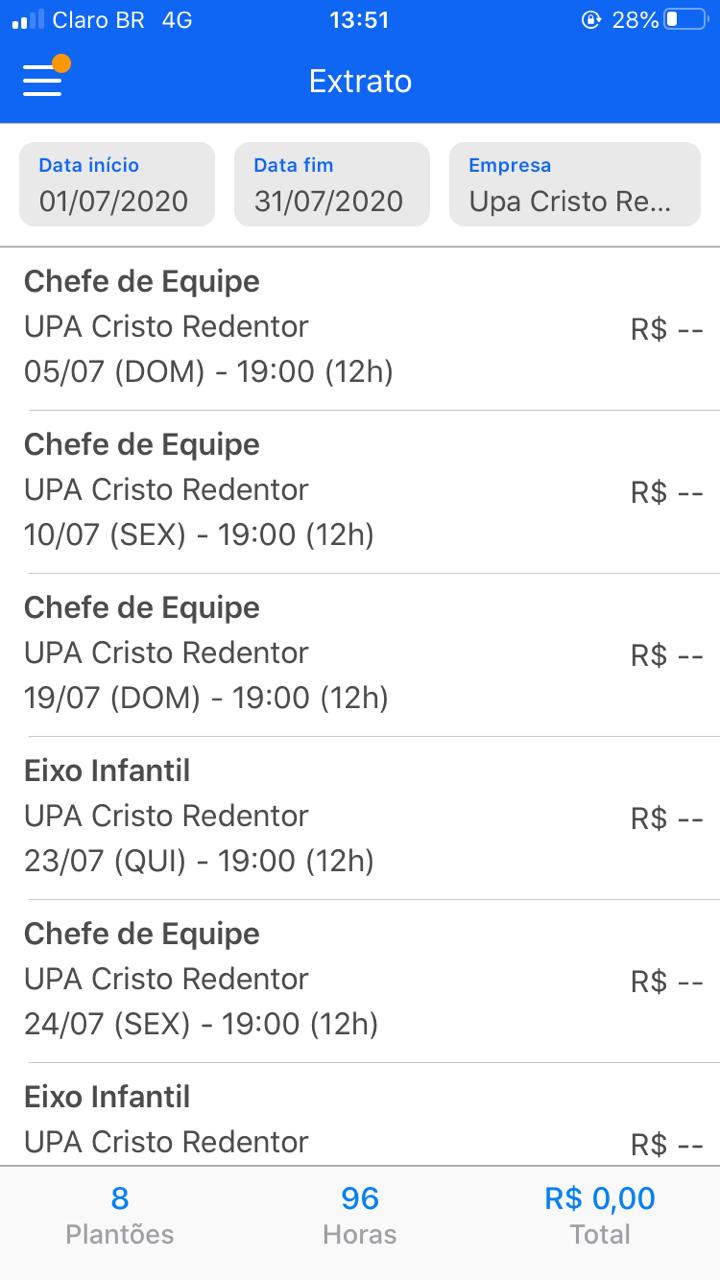 Claro BR 4G 13:51 28%
Extrato
Data início Data fim Empresa
01/07/2020 31/07/2020 Upa Cristo Re...
Chefe de Equipe
UPA Cristo Redentor R$ --
05/07 (DOM) - 19:00 (12h)
Chefe de Equipe
UPA Cristo Redentor R$ --
10/07 (SEX) - 19:00 (12h)
Chefe de Equipe
UPA Cristo Redentor R$ --
19/07 (DOM) - 19:00 (12h)
Eixo Infantil
UPA Cristo Redentor R$ --
23/07 (QUI) - 19:00 (12h)
Chefe de Equipe
UPA Cristo Redentor R$ --
24/07 (SEX) - 19:00 (12h)
Eixo Infantil
UPA Cristo Redentor R$ --
8 96 R$ 0,00
Plantões Horas Total